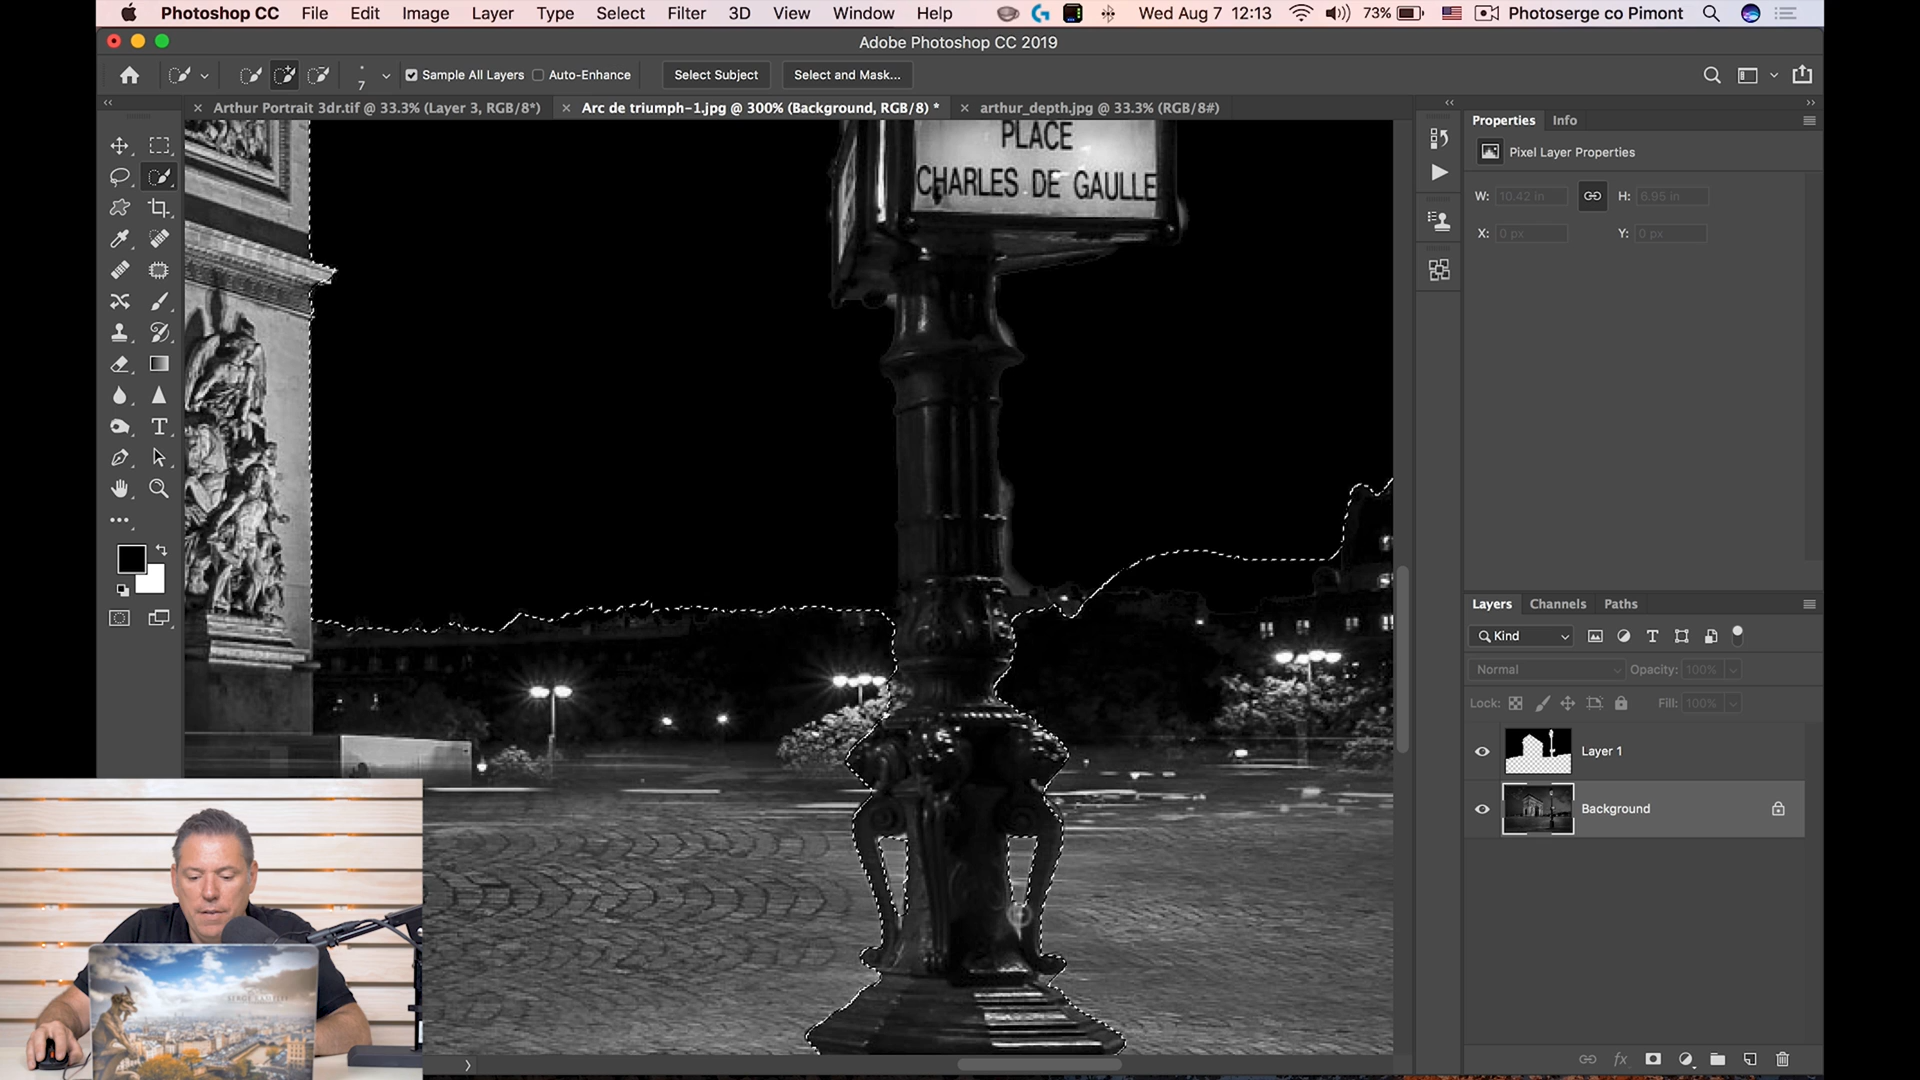 Photoshop CC File Edit Image Layer Type Select Filter 3D View Window Help Wed Aug 7 12:13 73% Photoserge co Pimont
Adobe Photoshop CC 2019
7 Sample All Layers Auto-Enhance Select Subject Select and Mask...
Arthur Portrait 3dr.tif @ 33.3% (Layer 3, RGB/8*) Arc de triumph-1.jpg @ 300% (Background, RGB/8) * arthur_depth.jpg @ 33.3% (RGB/8#)
Properties Info
Pixel Layer Properties
W: 10.42 in H: 6.95 in
X: 0 px Y: 0 px
PLACE
CHARLES DE GAULLE
Layers Channels Paths
Kind
Normal Opacity: 100%
Lock: Fill: 100%
Layer 1
Background